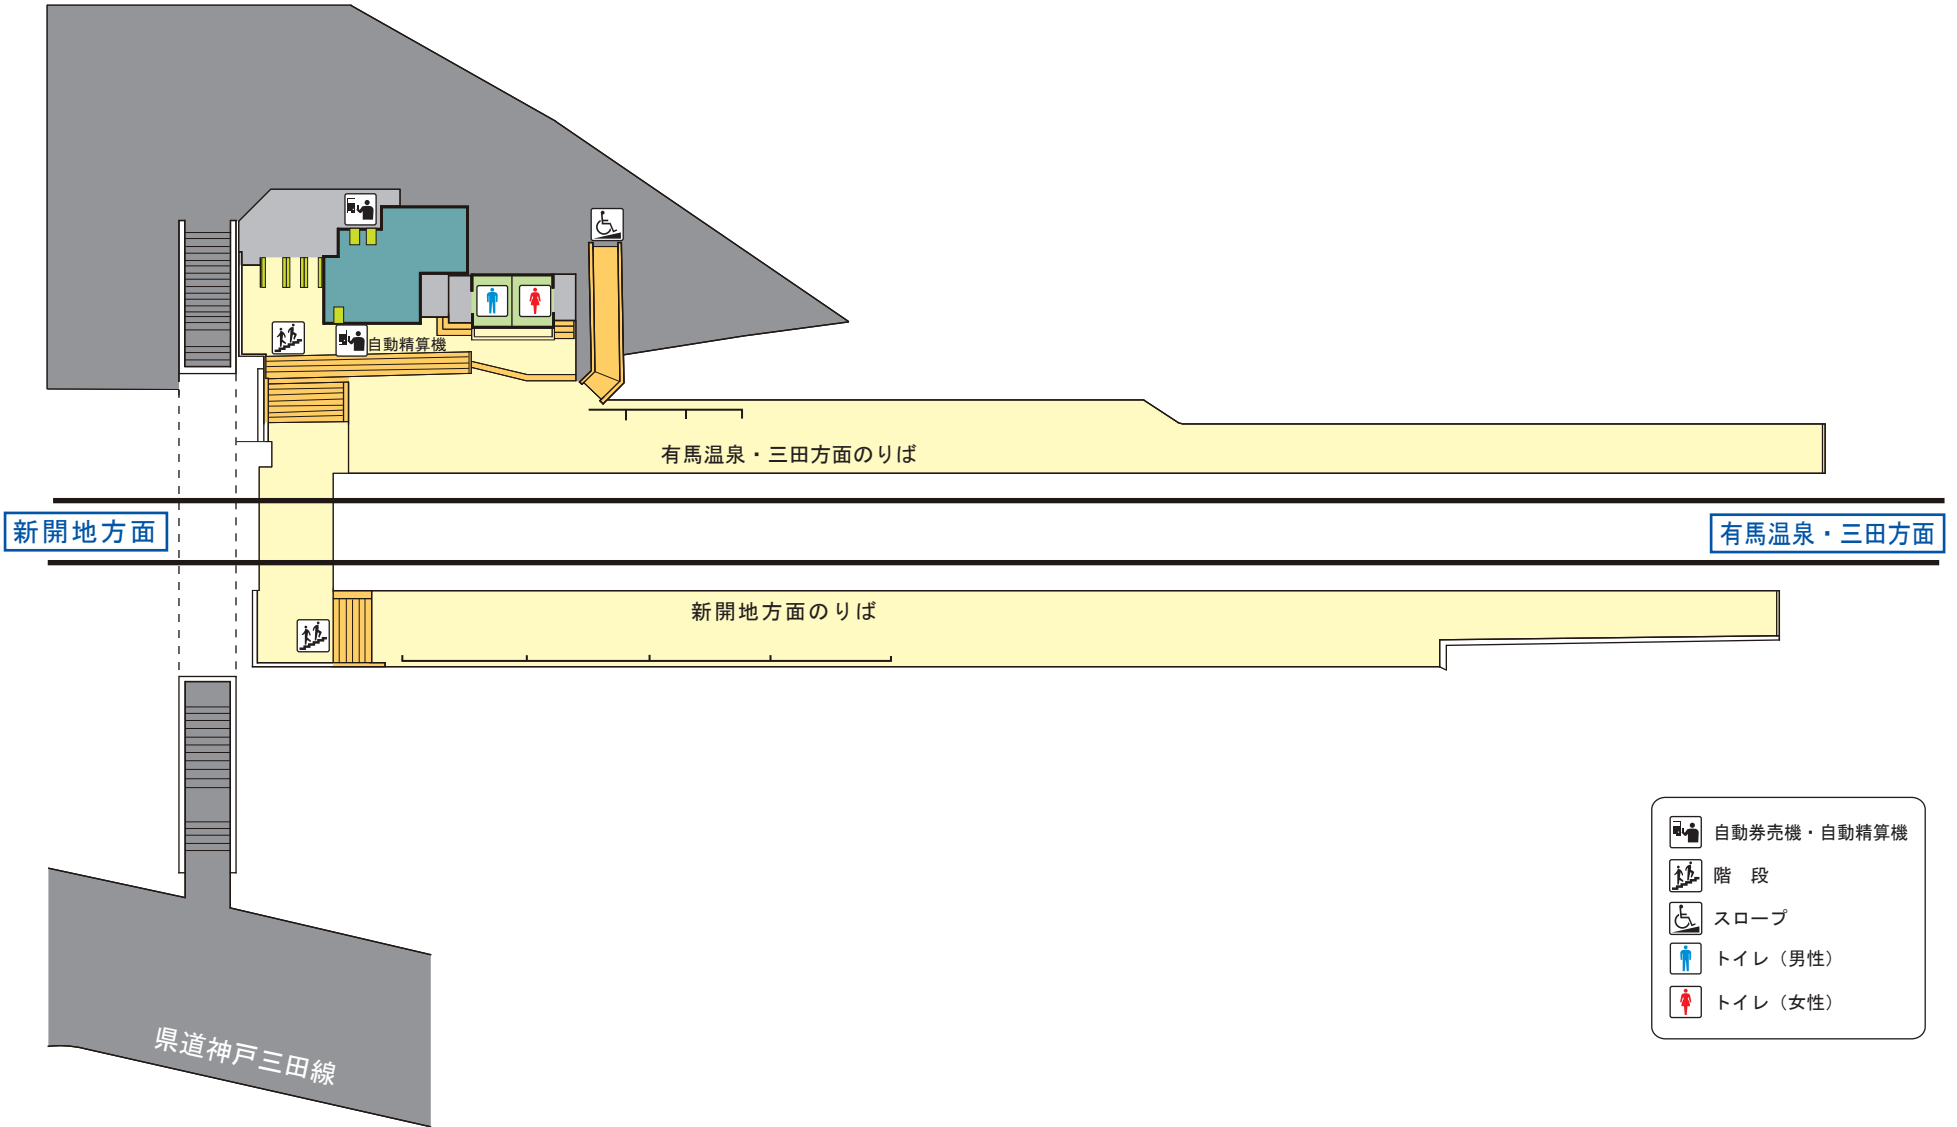 自動精算機
有馬温泉・三田方面のりば
新開地方面
有馬温泉・三田方面
新開地方面のりば
自動券売機・自動精算機
階 段
スロープ
トイレ（男性）
トイレ（女性）
県道神戸三田線